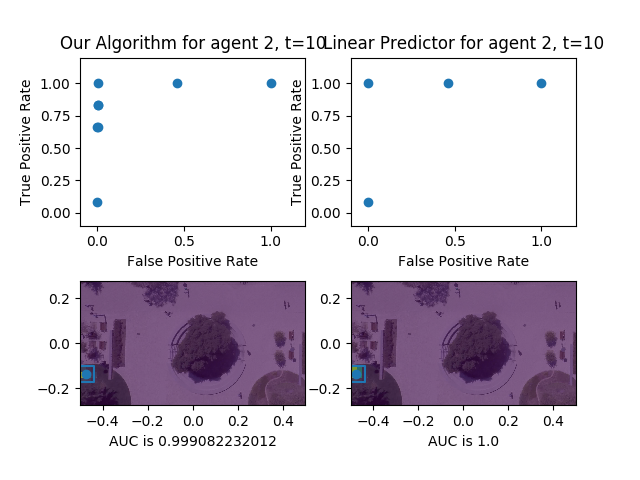 Our Algorithm for agent 2, t=10
Linear Predictor for agent 2, t=10
True Positive Rate
1.00
0.75
0.50
0.25
0.00
0.0 0.5 1.0
False Positive Rate
True Positive Rate
1.00
0.75
0.50
0.25
0.00
0.0 0.5 1.0
False Positive Rate
0.2
0.0
−0.2
−0.4 −0.2 0.0 0.2 0.4
AUC is 0.999082232012
0.2
0.0
−0.2
−0.4 −0.2 0.0 0.2 0.4
AUC is 1.0